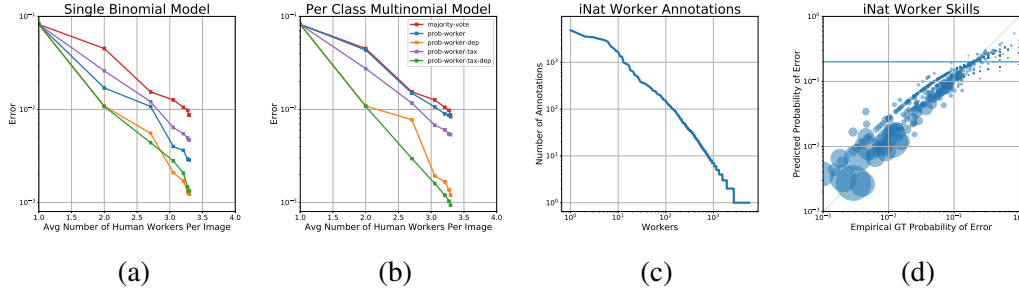 Single Binomial Model
10⁻¹
10⁻²
10⁻³
Error
1.0 1.5 2.0 2.5 3.0 3.5 4.0
Avg Number of Human Workers Per Image
(a)
Per Class Multinomial Model
majority-vote
prob-worker
prob-worker-dep
prob-worker-tax
prob-worker-tax-dep
10⁻¹
10⁻²
10⁻³
Error
1.0 1.5 2.0 2.5 3.0 3.5 4.0
Avg Number of Human Workers Per Image
(b)
iNat Worker Annotations
10³
10²
10¹
10⁰
Number of Annotations
10⁰ 10¹ 10² 10³
Workers
(c)
iNat Worker Skills
10⁰
10⁻¹
10⁻²
10⁻³
Predicted Probability of Error
10⁻³ 10⁻² 10⁻¹ 10⁰
Empirical GT Probability of Error
(d)